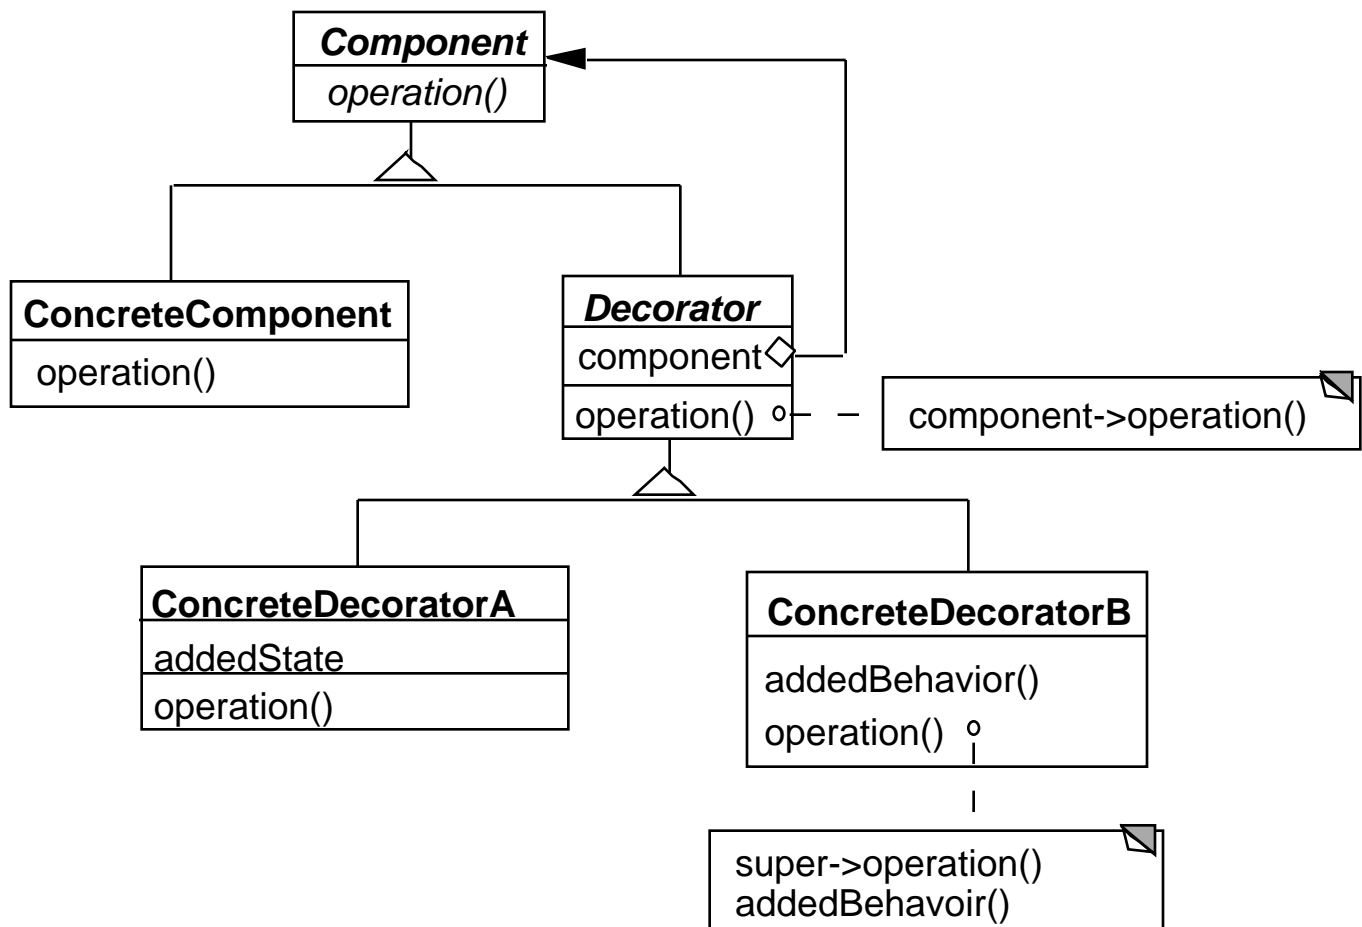 Component
operation()
ConcreteComponent
operation()
Decorator
component
operation()
component->operation()
ConcreteDecoratorA
addedState
operation()
ConcreteDecoratorB
addedBehavior()
operation()
super->operation()
addedBehavoir()